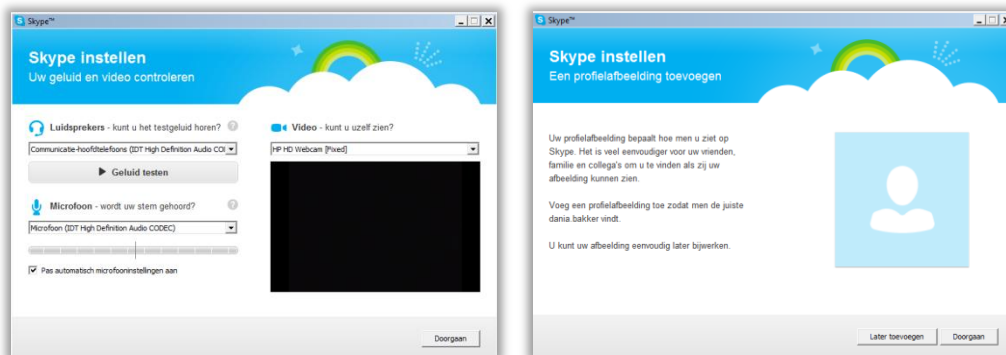 Skype™
Skype instellen
Uw geluid en video controleren
Luidsprekers - kunt u het testgeluid horen?
Communicatie-hoofdtelefoons (IDT High Definition Audio COI
Geluid testen
Microfoon - wordt uw stem gehoord?
Microfoon (IDT High Definition Audio CODEC)
Pas automatisch microfooninstellingen aan
Video - kunt u uzelf zien?
HP HD Webcam [Fixed]
Doorgaan
Skype™
Skype instellen
Een profielafbeelding toevoegen
Uw profielafbeelding bepaalt hoe men u ziet op
Skype. Het is veel eenvoudiger voor uw vrienden,
familie en collega's om u te vinden als zij uw
afbeelding kunnen zien.
Voeg een profielafbeelding toe zodat men de juiste
dania.bakker vindt.
U kunt uw afbeelding eenvoudig later bijwerken.
Later toevoegen
Doorgaan